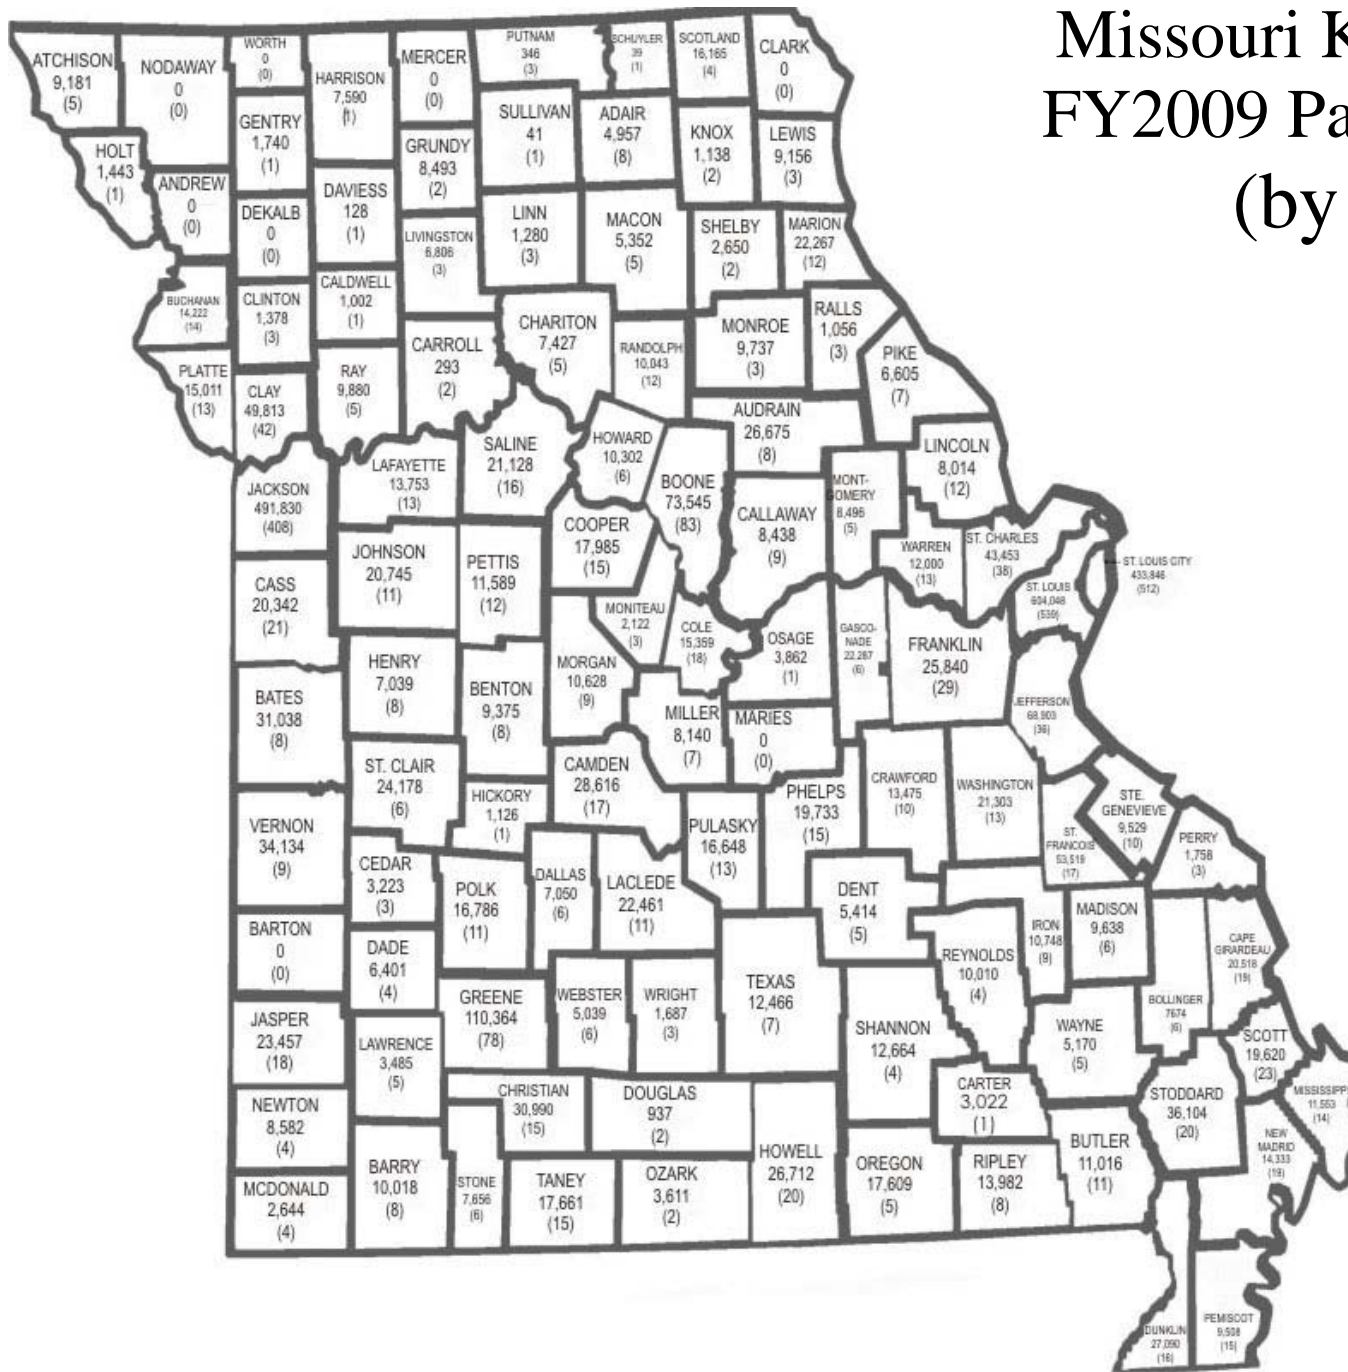 Missouri K
FY2009 Pa
(by
ATCHISON
9,181
(5)
NODAWAY
0
(0)
WORTH
0
(0)
HARRISON
7,590
(1)
MERCER
0
(0)
PUTNAM
346
(3)
SCHUYLER
39
(1)
SCOTLAND
16,165
(4)
CLARK
0
(0)
HOLT
1,443
(1)
ANDREW
0
(0)
GENTRY
1,740
(1)
DEKALB
0
(0)
DAVIESS
128
(1)
GRUNDY
8,493
(2)
SULLIVAN
41
(1)
ADAIR
4,957
(8)
KNOX
1,138
(2)
LEWIS
9,156
(3)
LIVINGSTON
6,806
(3)
LINN
1,280
(3)
MACON
5,352
(5)
SHELBY
2,650
(2)
MARION
22,267
(12)
BUCHANAN
14,222
(14)
CLINTON
1,378
(3)
CALDWELL
1,002
(1)
CARROLL
293
(2)
CHARITON
7,427
(5)
RANDOLPH
10,043
(12)
MONROE
9,737
(3)
RALLS
1,056
(3)
PIKE
6,605
(7)
PLATTE
15,011
(13)
CLAY
49,813
(42)
RAY
9,880
(5)
AUDRAIN
26,675
(8)
LINCOLN
8,014
(12)
JACKSON
491,830
(408)
LAFAYETTE
13,753
(13)
SALINE
21,128
(16)
HOWARD
10,302
(6)
BOONE
73,545
(83)
CALLAWAY
8,438
(9)
MONT-
GOMERY
8,496
(5)
WARREN
12,000
(13)
ST. CHARLES
43,453
(38)
ST. LOUIS CITY
433,846
(512)
ST. LOUIS
604,048
(539)
CASS
20,342
(21)
JOHNSON
20,745
(11)
PETTIS
11,589
(12)
COOPER
17,985
(15)
MONITEAU
2,122
(3)
COLE
15,359
(18)
OSAGE
3,862
(1)
GASCO-
NADE
22,287
(6)
FRANKLIN
25,840
(29)
JEFFERSON
68,903
(36)
BATES
31,038
(8)
HENRY
7,039
(8)
BENTON
9,375
(8)
MORGAN
10,628
(9)
MILLER
8,140
(7)
MARIES
0
(0)
ST. CLAIR
24,178
(6)
HICKORY
1,126
(1)
CAMDEN
28,616
(17)
PULASKY
16,648
(13)
PHELPS
19,733
(15)
CRAWFORD
13,475
(10)
WASHINGTON
21,303
(13)
ST.
FRANCOIS
53,519
(17)
STE.
GENEVIEVE
9,529
(10)
PERRY
1,758
(3)
VERNON
34,134
(9)
CEDAR
3,223
(3)
POLK
16,786
(11)
DALLAS
7,050
(6)
LACLEDE
22,461
(11)
DENT
5,414
(5)
IRON
10,748
(9)
MADISON
9,638
(6)
CAPE
GIRARDEAU
20,518
(19)
BARTON
0
(0)
DADE
6,401
(4)
GREENE
110,364
(78)
WEBSTER
5,039
(6)
WRIGHT
1,687
(3)
TEXAS
12,466
(7)
REYNOLDS
10,010
(4)
BOLLINGER
7674
(6)
JASPER
23,457
(18)
LAWRENCE
3,485
(5)
SHANNON
12,664
(4)
WAYNE
5,170
(5)
SCOTT
19,620
(23)
NEWTON
8,582
(4)
CHRISTIAN
30,990
(15)
DOUGLAS
937
(2)
CARTER
3,022
(1)
STODDARD
36,104
(20)
MISSISSIPPI
11,553
(14)
MCDONALD
2,644
(4)
BARRY
10,018
(8)
STONE
7,656
(6)
TANEY
17,661
(15)
OZARK
3,611
(2)
HOWELL
26,712
(20)
OREGON
17,609
(5)
RIPLEY
13,982
(8)
BUTLER
11,016
(11)
NEW
MADRID
14,333
(19)
DUNKLIN
27,090
(16)
PEMISCOT
9,508
(15)